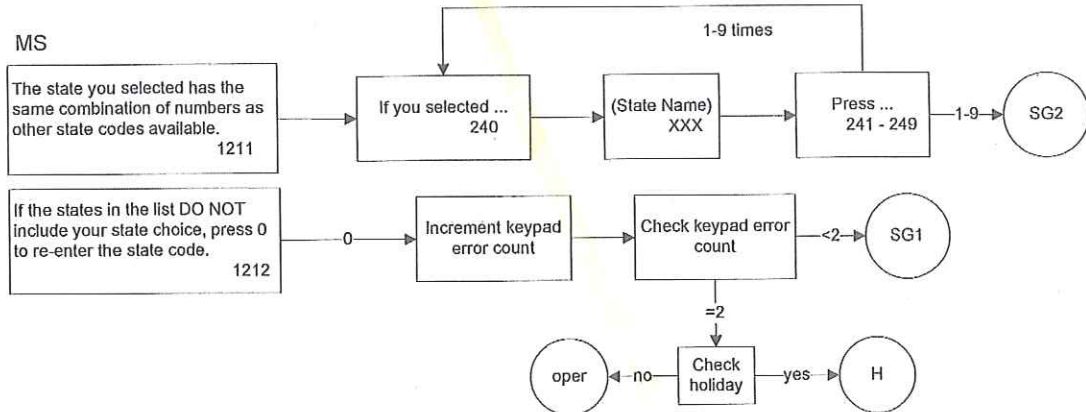 MS
1-9 times
The state you selected has the
same combination of numbers as
other state codes available.
1211
If you selected ...
240
(State Name)
XXX
Press ...
241 - 249
1-9
SG2
If the states in the list DO NOT
include your state choice, press 0
to re-enter the state code.
1212
0
Increment keypad
error count
Check keypad error
count
<2
SG1
=2
oper
no
Check
holiday
yes
H